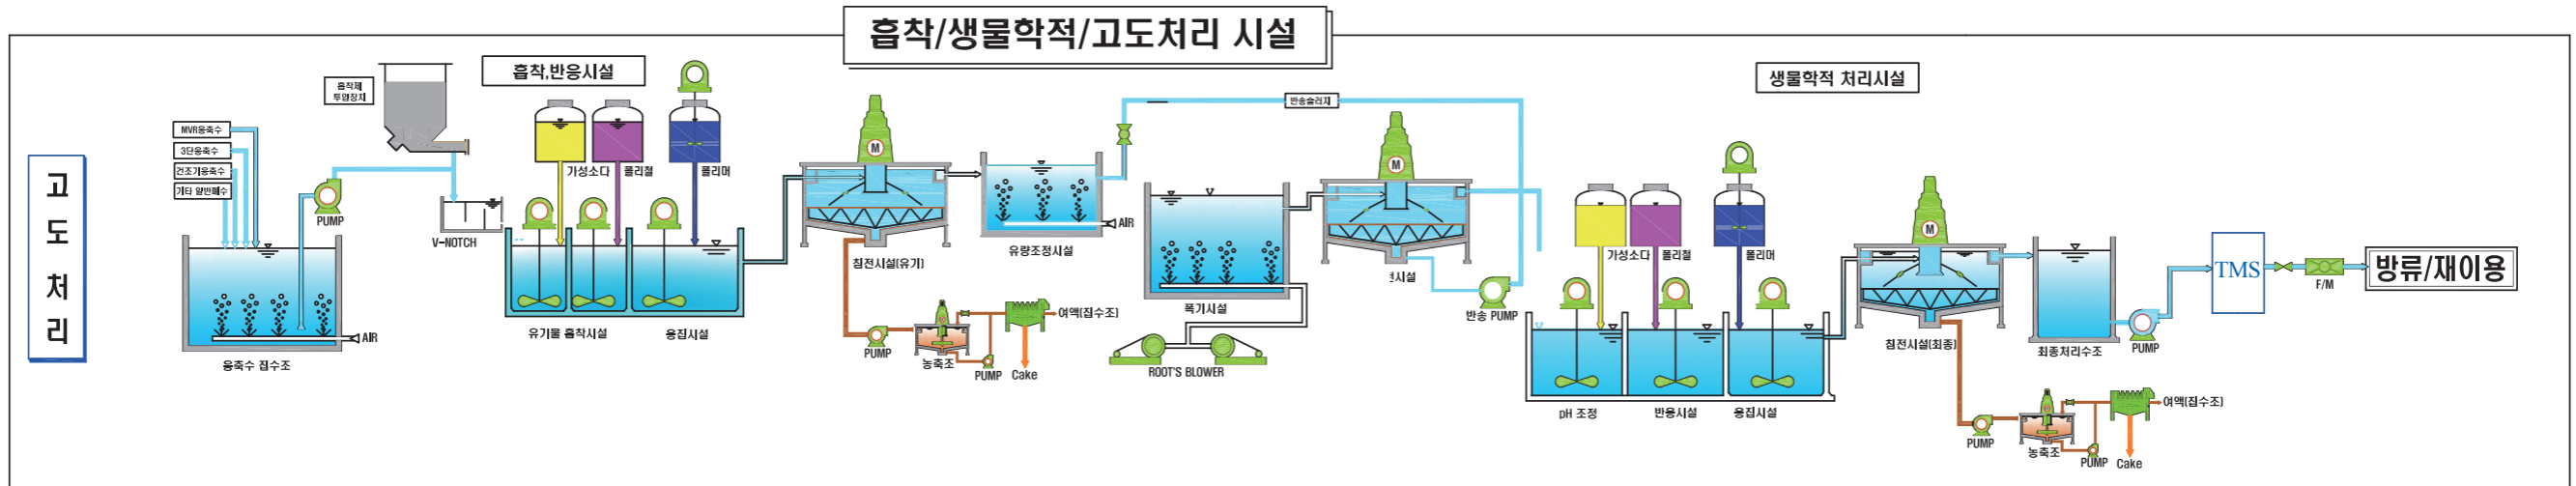 흡착/생물학적/고도처리 시설
고도처리
흡착,반응시설
생물학적 처리시설
흡착제
투입장치
MVR응축수
3단응축수
건조기응축수
기타 일반폐수
PUMP
V-NOTCH
AIR
응축수 집수조
가성소다
폴리철
폴리머
유기물 흡착시설
응집시설
침전시설(유기)
PUMP
농축조
PUMP
Cake
여액(집수조)
유량조정시설
AIR
반송슬러지
폭기시설
ROOT'S BLOWER
전시설
반송 PUMP
가성소다
폴리철
폴리머
pH 조정
반응시설
응집시설
침전시설(최종)
PUMP
농축조
PUMP
Cake
여액(집수조)
최종처리수조
PUMP
TMS
F/M
방류/재이용
M
M
M